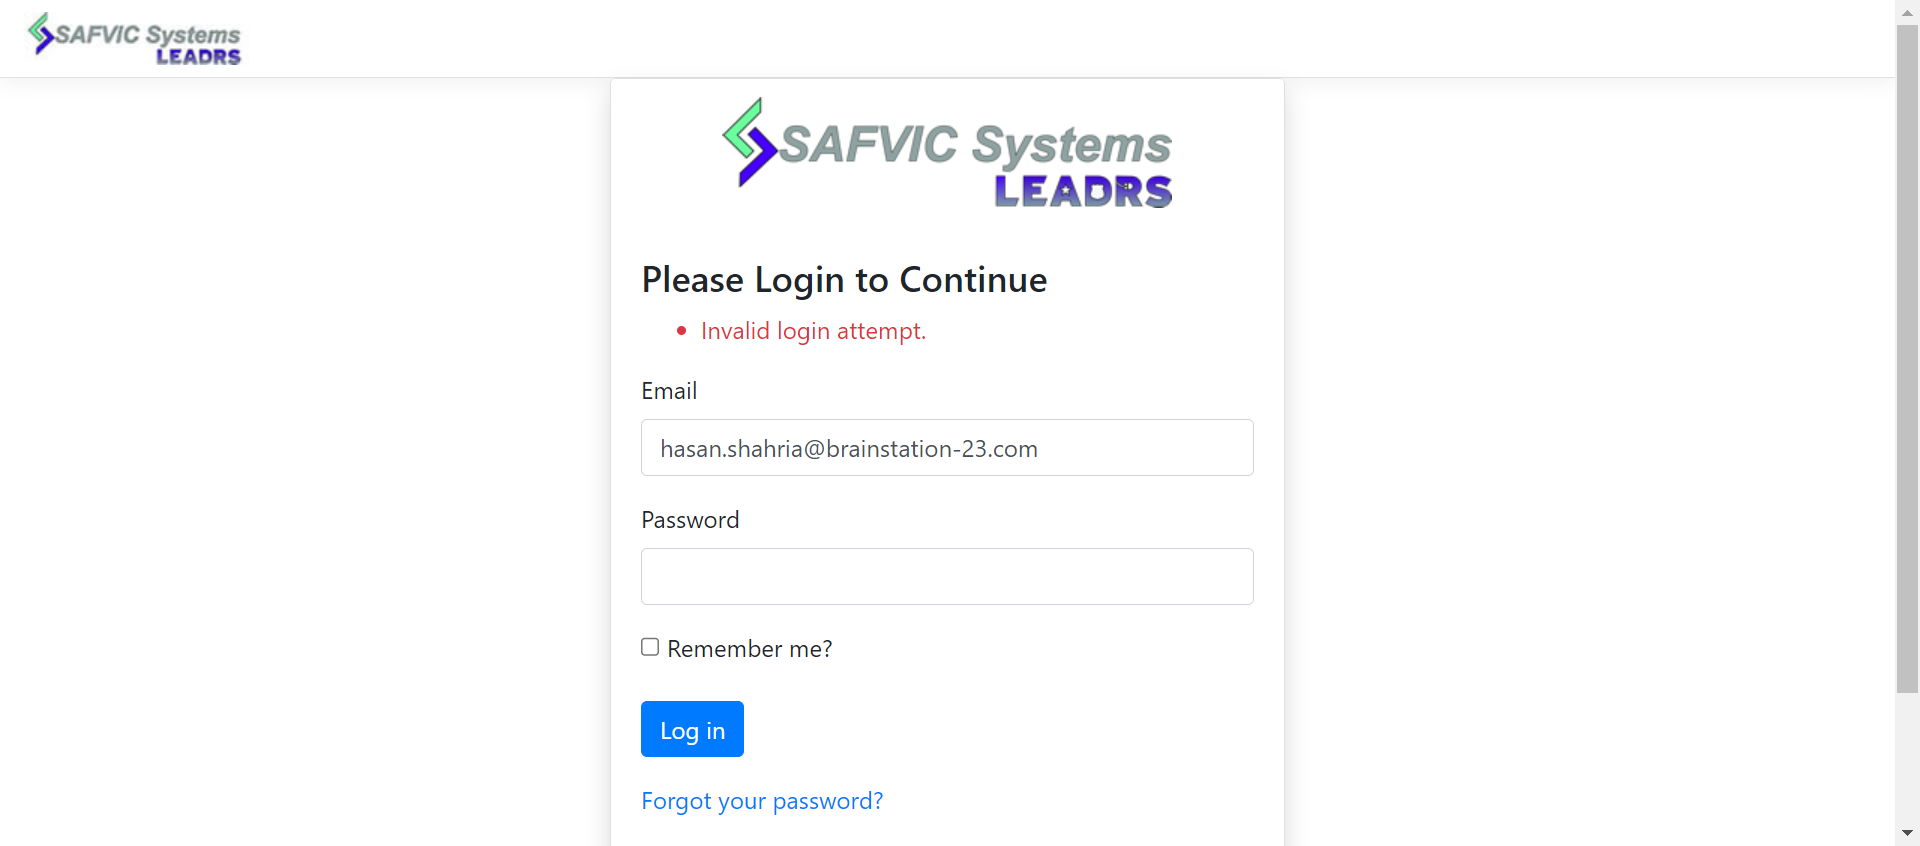 SAFVIC Systems
LEADRS
SAFVIC Systems
LEADRS
Please Login to Continue
Invalid login attempt.
Email
hasan.shahria@brainstation-23.com
Password
Remember me?
Log in
Forgot your password?